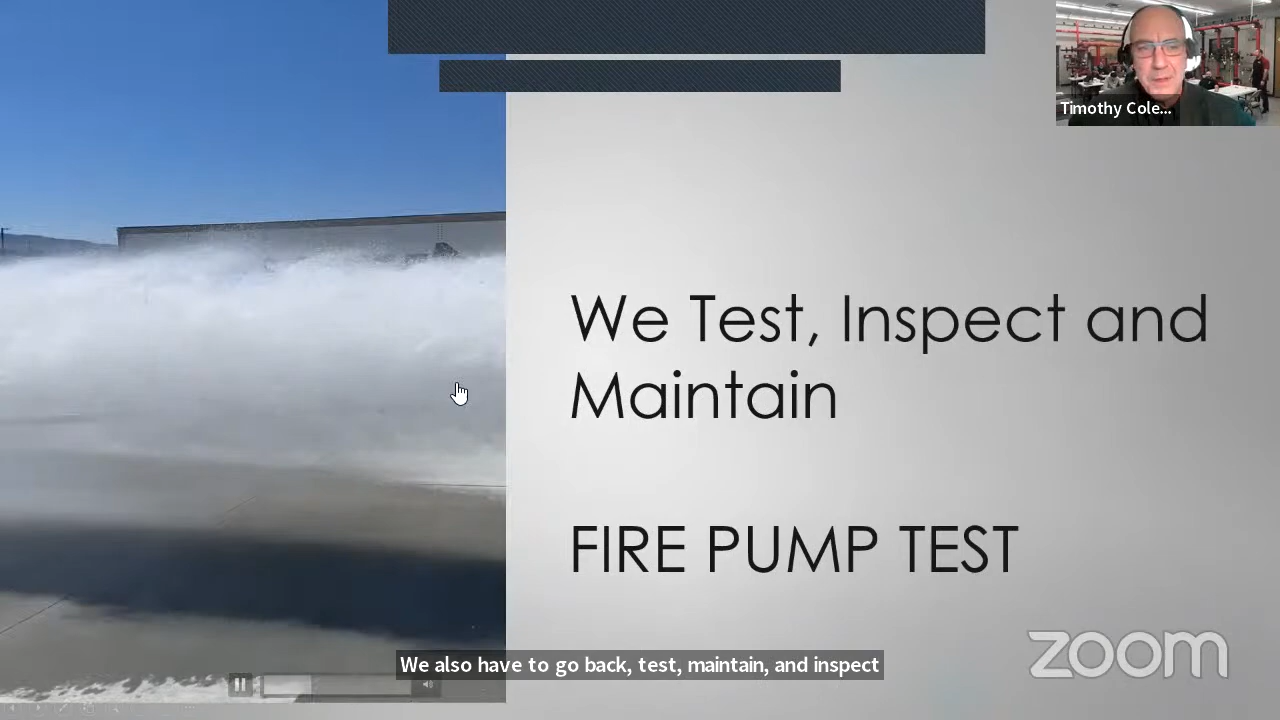 Timothy Cole...
We Test, Inspect and
Maintain
FIRE PUMP TEST
zoom
We also have to go back, test, maintain, and inspect